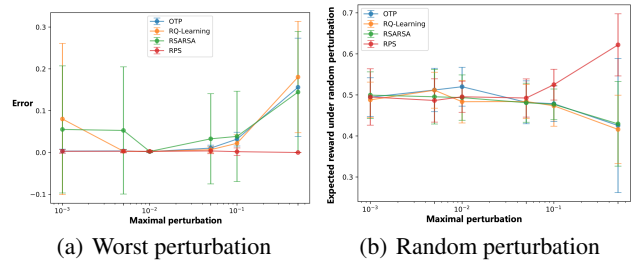 OTP
RQ-Learning
RSARSA
RPS
0.3
0.2
0.1
0.0
−0.1
Error
10⁻³
10⁻²
10⁻¹
Maximal perturbation
(a) Worst perturbation
OTP
RQ-Learning
RSARSA
RPS
0.7
0.6
0.5
0.4
0.3
Expected reward under random perturbation
10⁻³
10⁻²
10⁻¹
Maximal perturbation
(b) Random perturbation